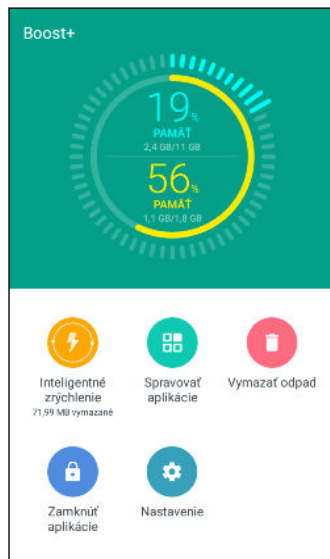 Boost+
19%
PAMÄŤ
2,4 GB/11 GB
56%
PAMÄŤ
1,1 GB/1,8 GB
Inteligentné
zrýchlenie
71,99 MB vymazané
Spravovať
aplikácie
Vymazať odpad
Zamknúť
aplikácie
Nastavenie